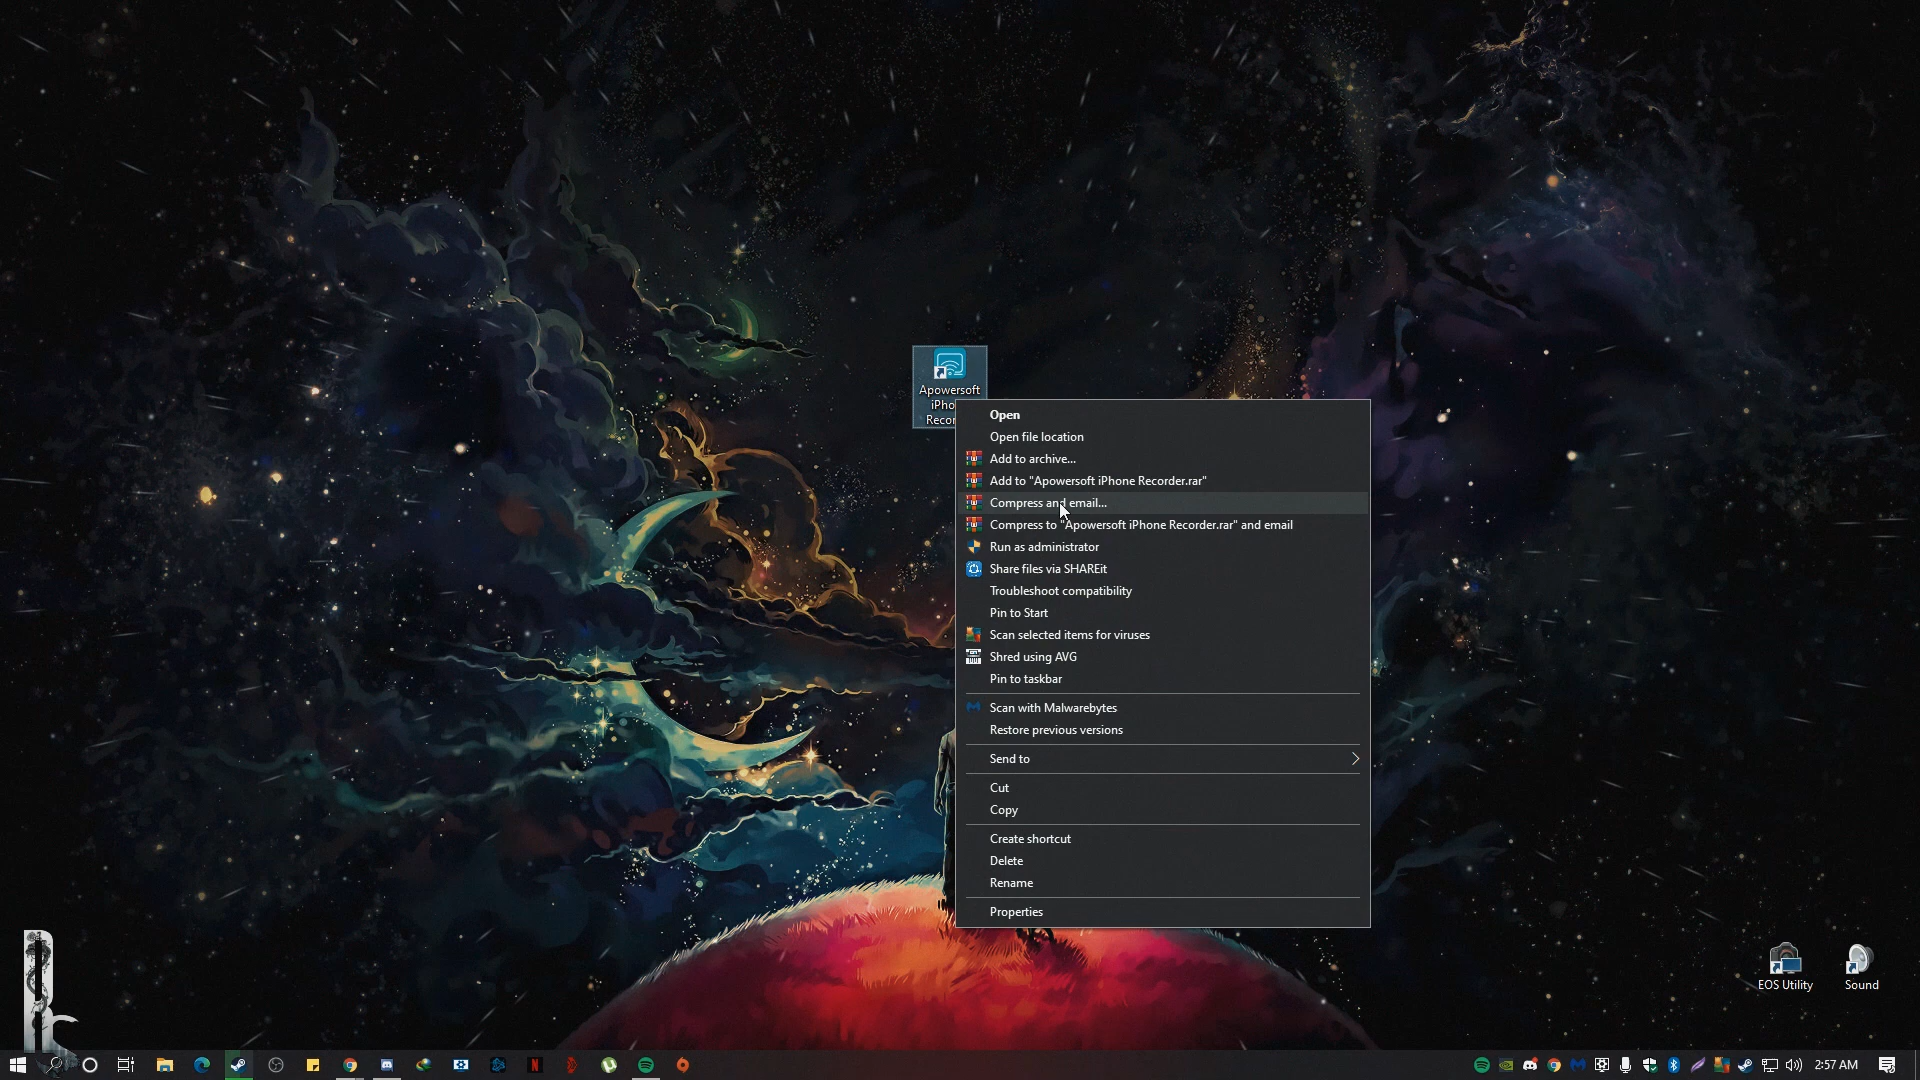 Apowersoft
iPho
Recor
Open
Open file location
Add to archive...
Add to "Apowersoft iPhone Recorder.rar"
Compress and email...
Compress to "Apowersoft iPhone Recorder.rar" and email
Run as administrator
Share files via SHAREit
Troubleshoot compatibility
Pin to Start
Scan selected items for viruses
Shred using AVG
Pin to taskbar
Scan with Malwarebytes
Restore previous versions
Send to
Cut
Copy
Create shortcut
Delete
Rename
Properties
EOS Utility
Sound
2:57 AM